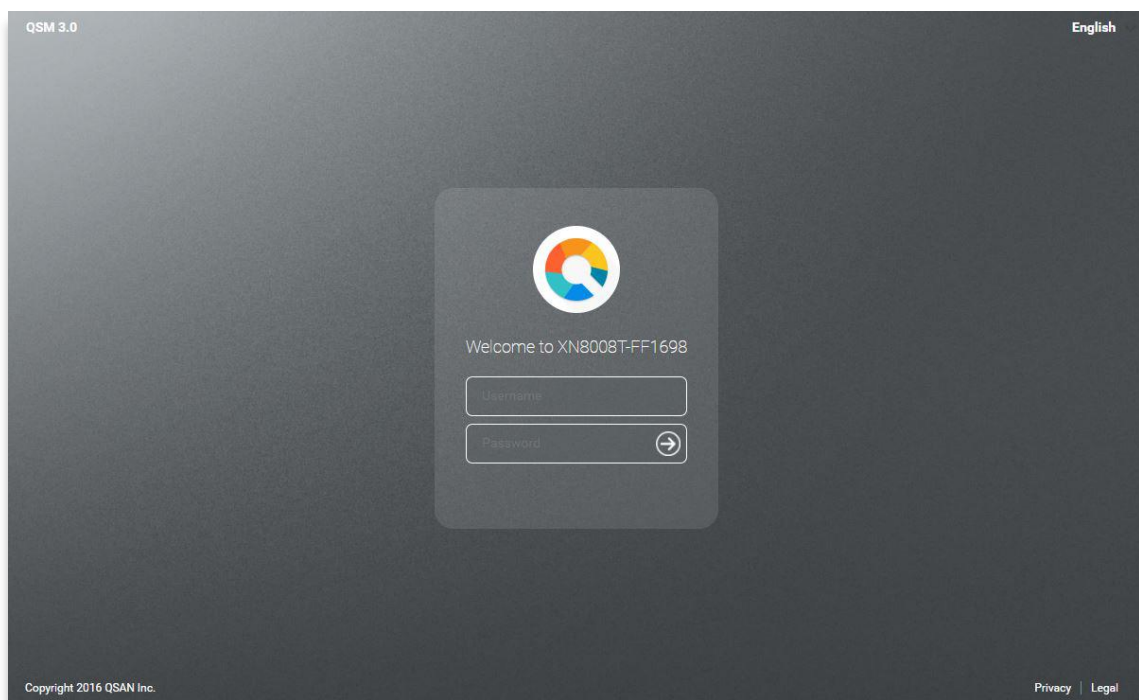 QSM 3.0
English
Welcome to XN8008T-FF1698
Username
Password
Copyright 2016 QSAN Inc.
Privacy | Legal